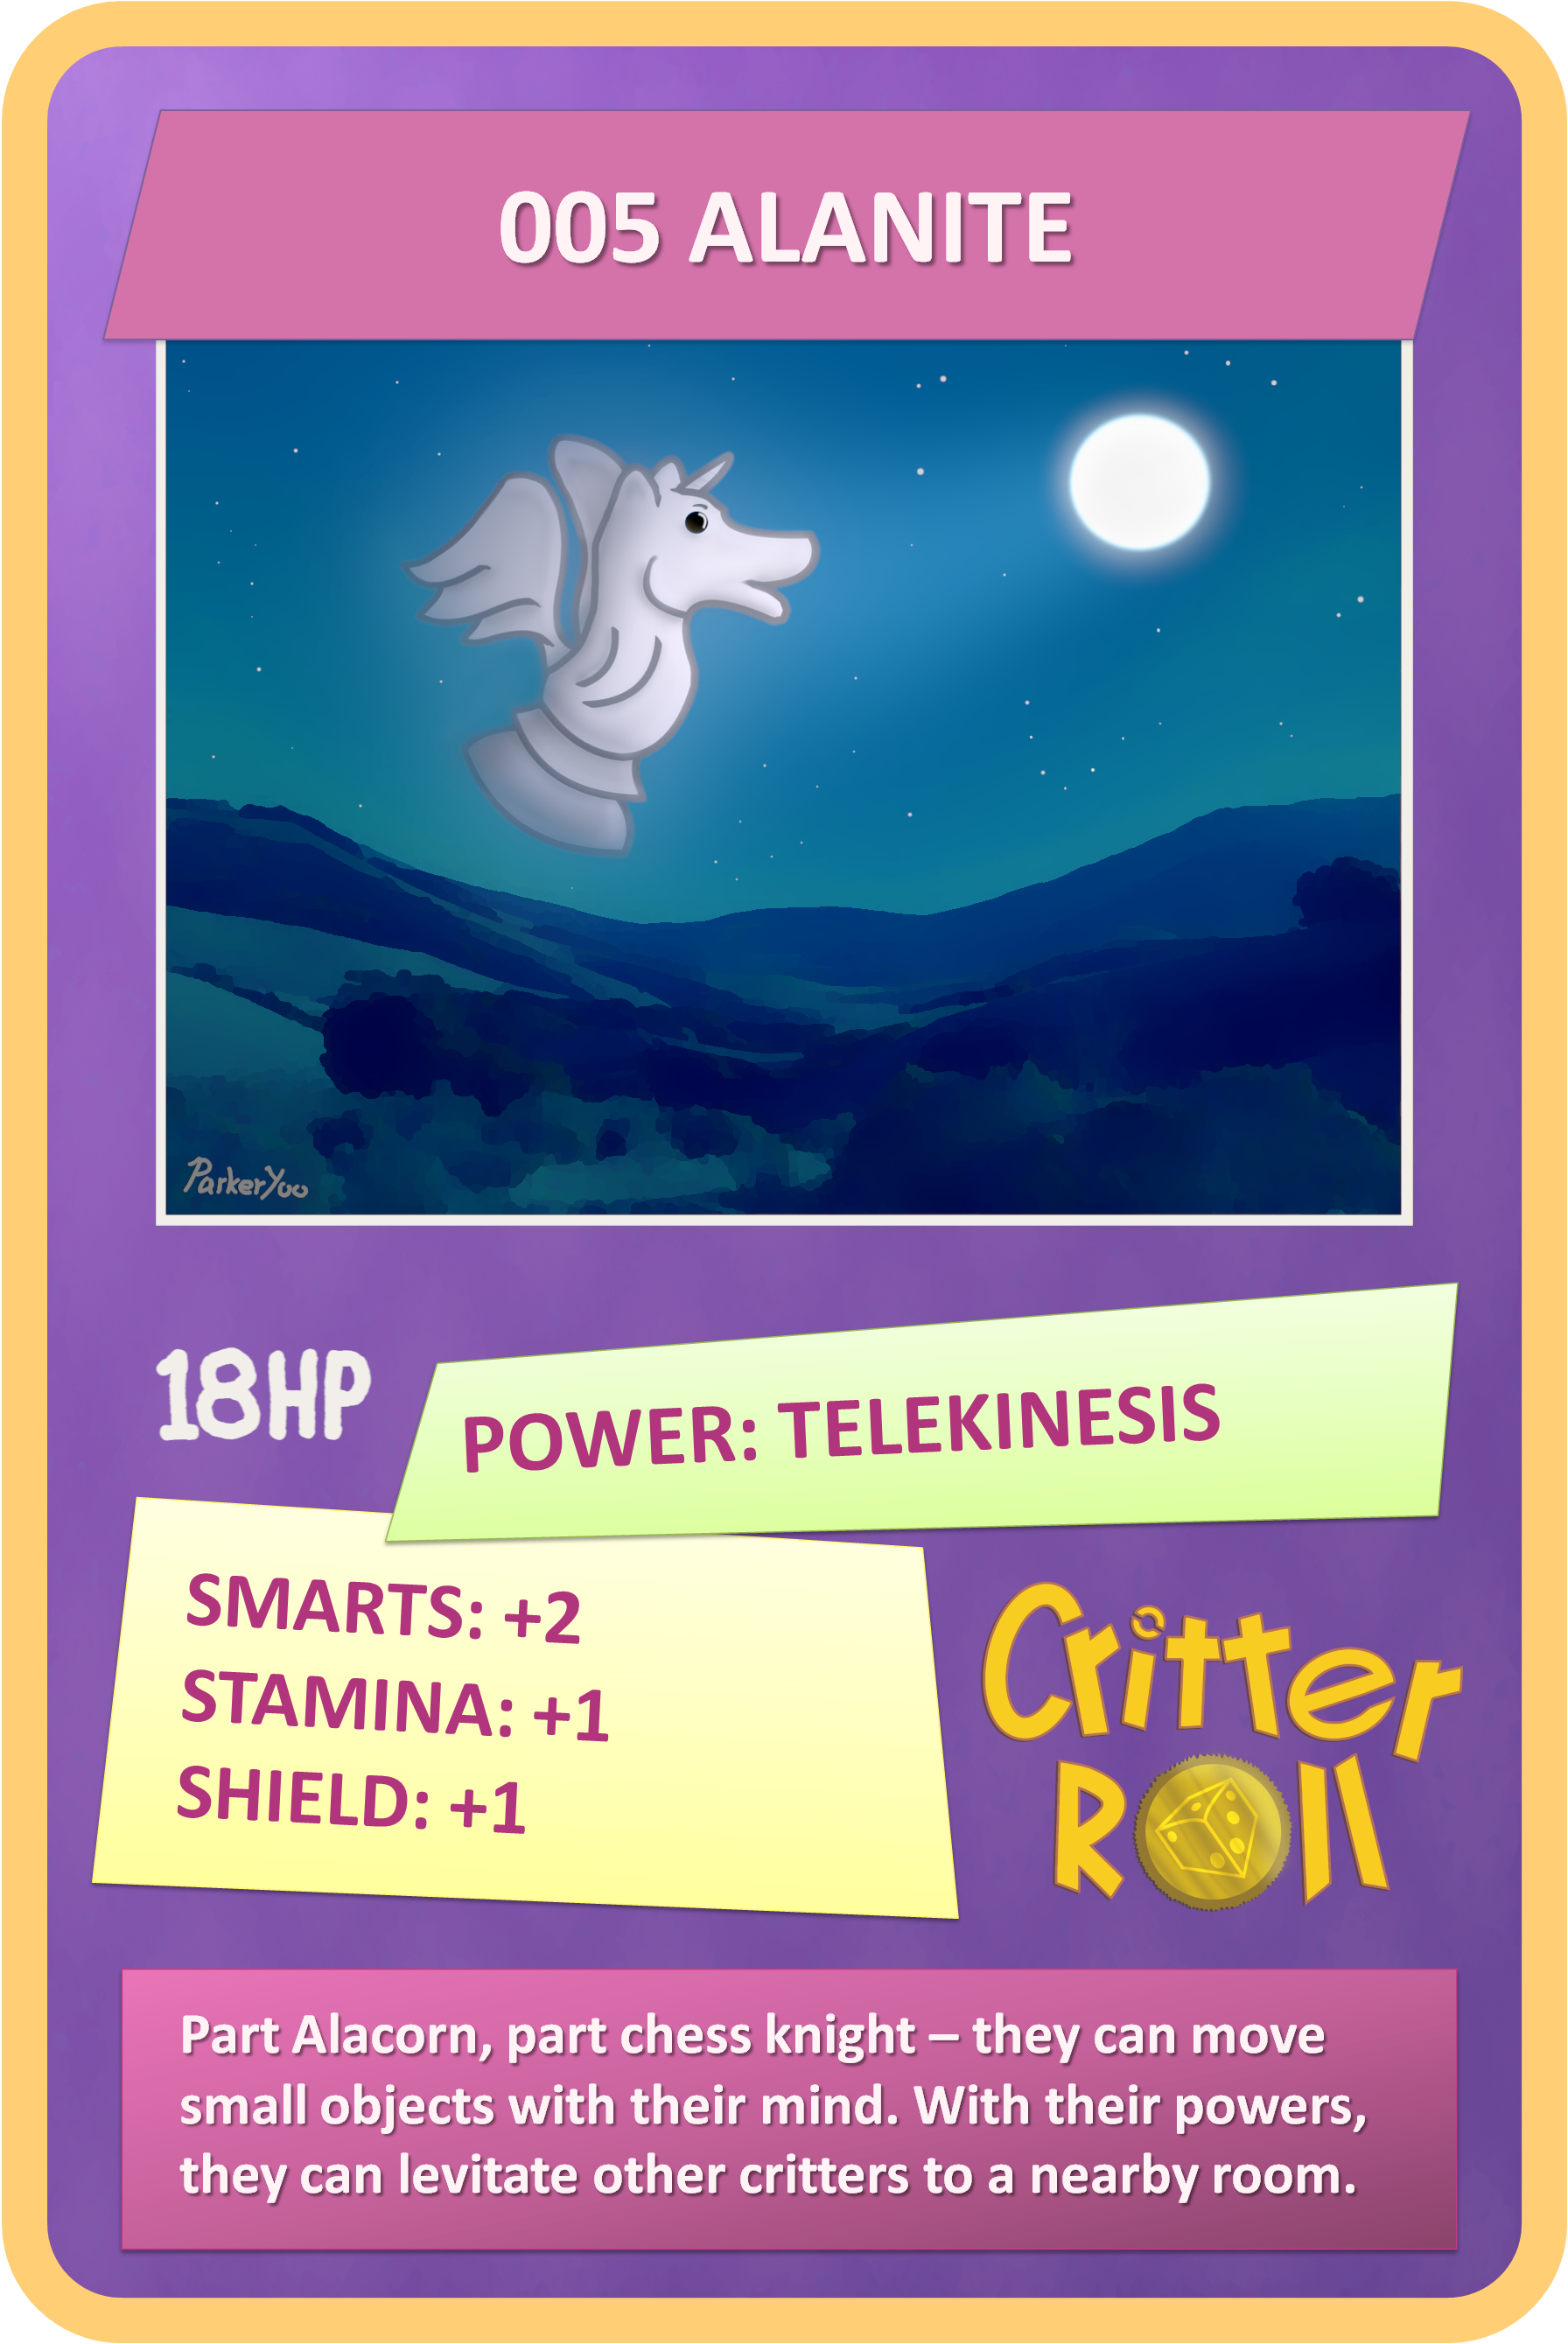 005 ALANITE
ParkerYoo
18HP
POWER: TELEKINESIS
SMARTS: +2
STAMINA: +1
SHIELD: +1
Critter
Roll
Part Alacorn, part chess knight – they can move
small objects with their mind. With their powers,
they can levitate other critters to a nearby room.